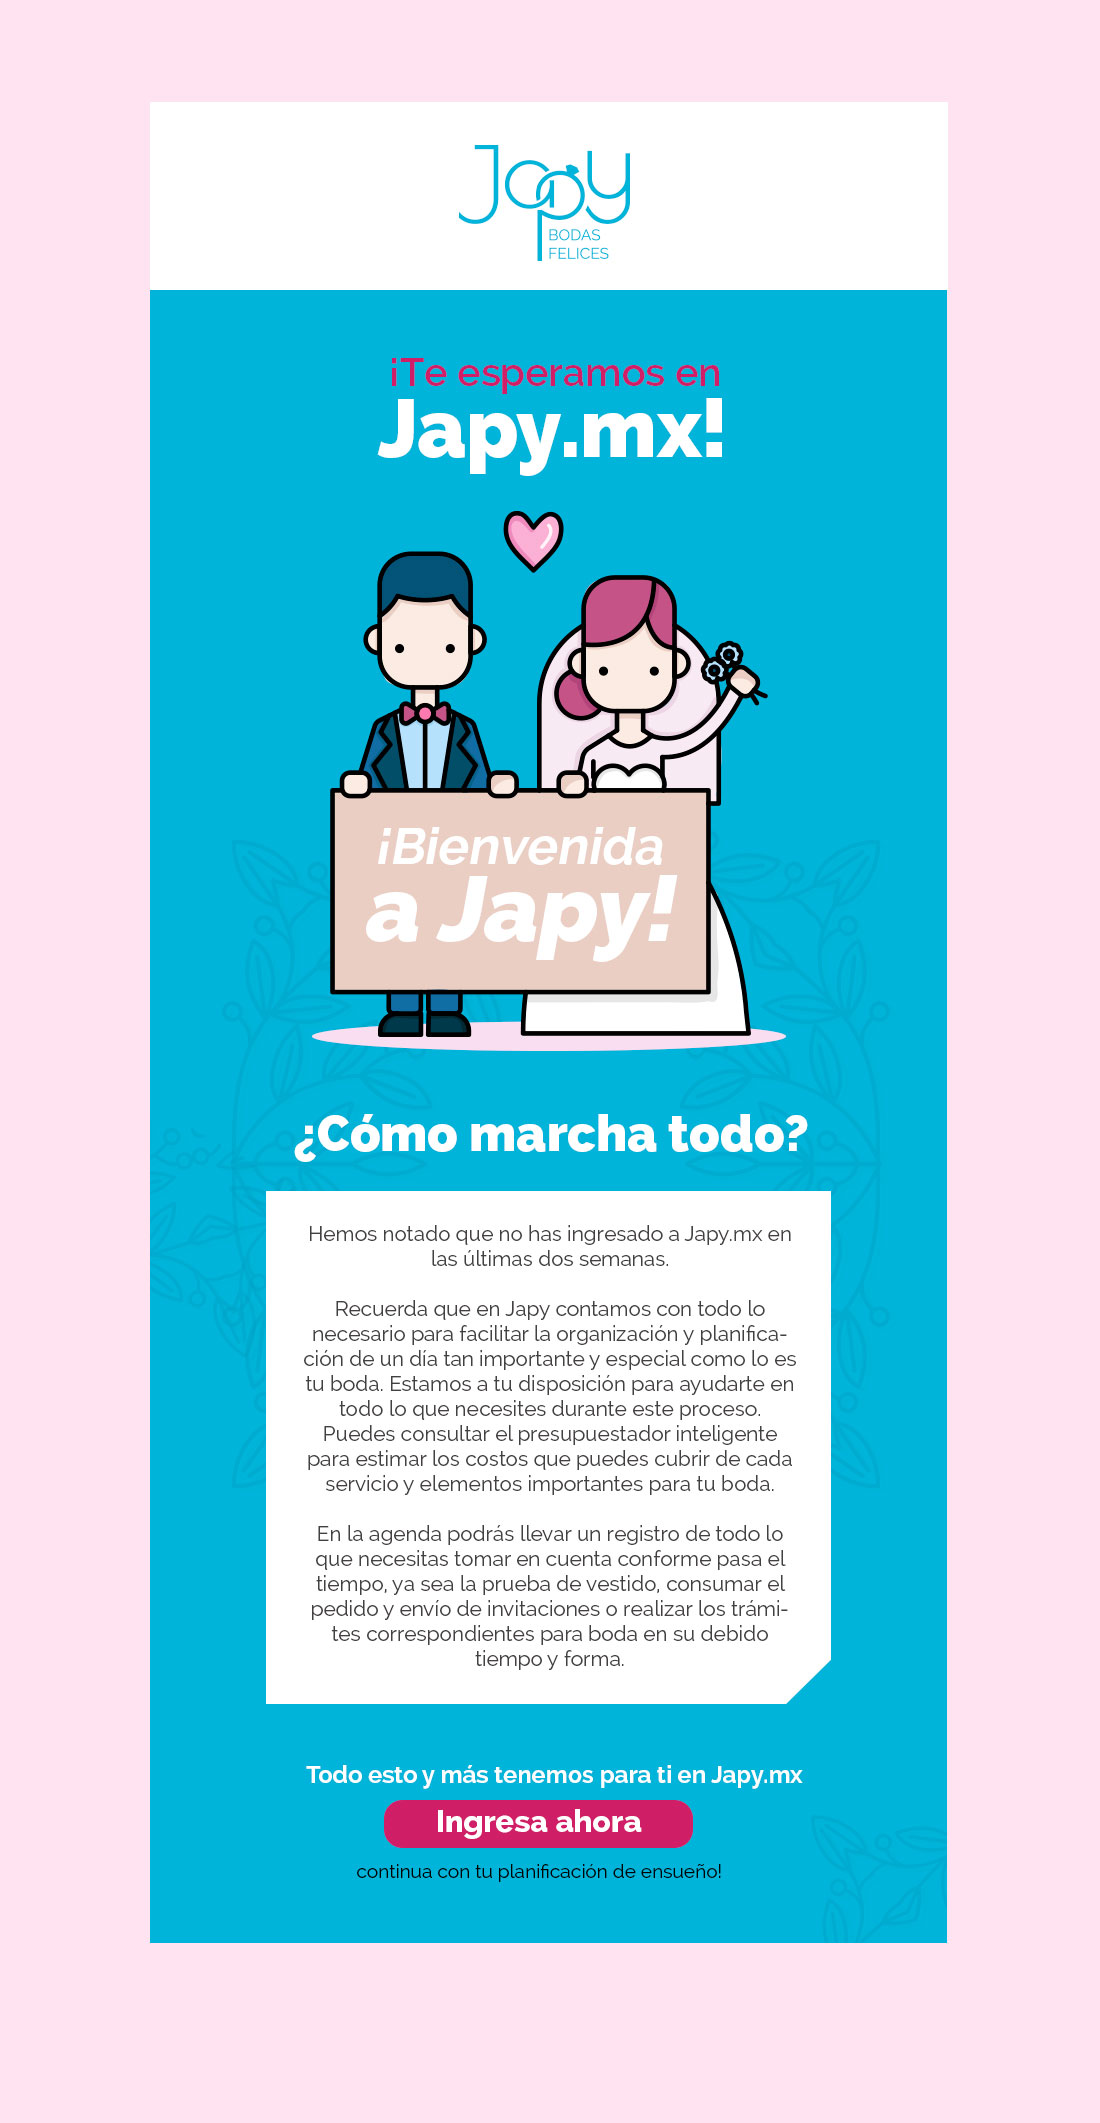 Japy
BODAS
FELICES
¡Te esperamos en
Japy.mx!
¡Bienvenida
a Japy!
¿Cómo marcha todo?
Hemos notado que no has ingresado a Japy.mx en
las últimas dos semanas.
Recuerda que en Japy contamos con todo lo
necesario para facilitar la organización y planifica-
ción de un día tan importante y especial como lo es
tu boda. Estamos a tu disposición para ayudarte en
todo lo que necesites durante este proceso.
Puedes consultar el presupuestador inteligente
para estimar los costos que puedes cubrir de cada
servicio y elementos importantes para tu boda.
En la agenda podrás llevar un registro de todo lo
que necesitas tomar en cuenta conforme pasa el
tiempo, ya sea la prueba de vestido, consumar el
pedido y envío de invitaciones o realizar los trámi-
tes correspondientes para boda en su debido
tiempo y forma.
Todo esto y más tenemos para ti en Japy.mx
Ingresa ahora
continua con tu planificación de ensueño!